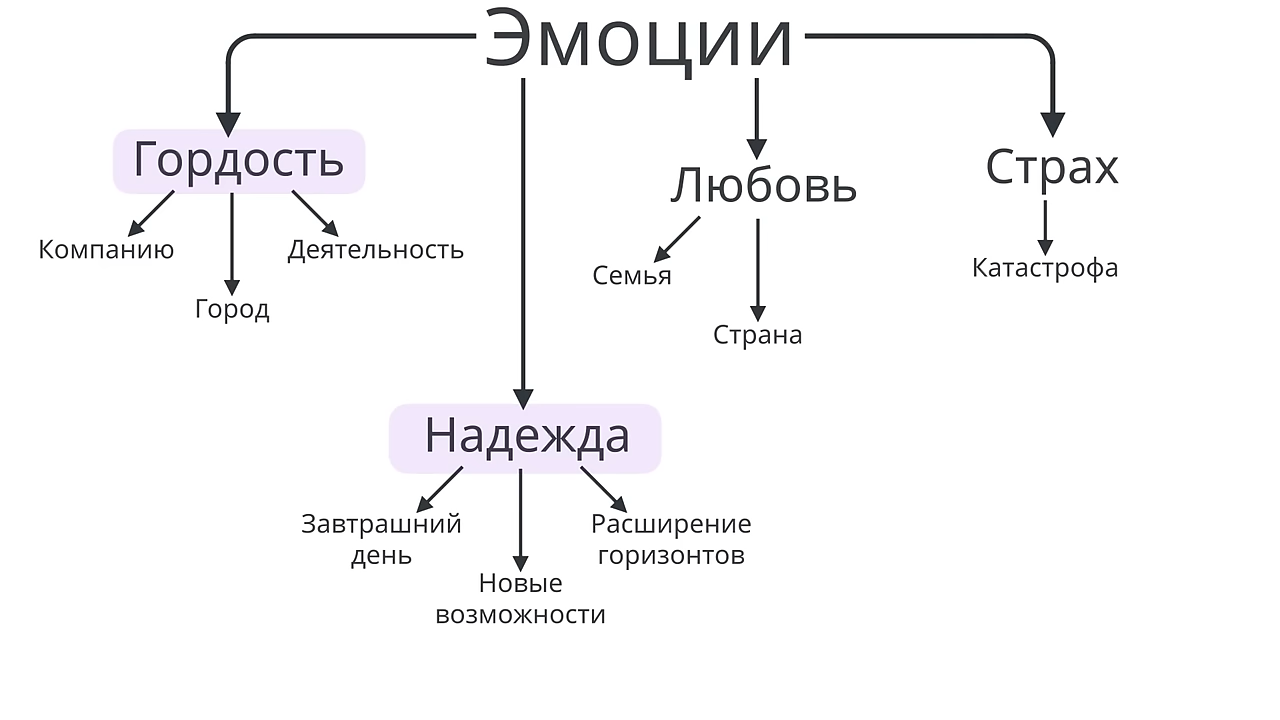 Эмоции
Гордость
Компанию
Город
Деятельность
Любовь
Семья
Страна
Страх
Катастрофа
Надежда
Завтрашний
день
Новые
возможности
Расширение
горизонтов